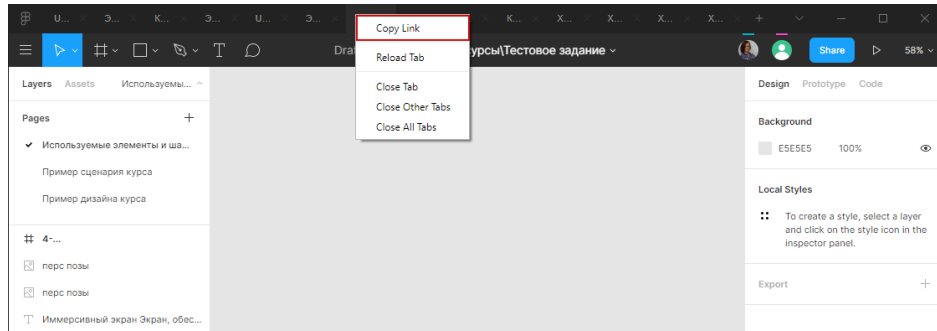 U... Э... К... Э... U... Э... К... Х... Х... Х... Х...
Copy Link
Reload Tab
Close Tab
Close Other Tabs
Close All Tabs
Draf урсы\Тестовое задание
Share
58%
Layers Assets Используемы...
Pages
Используемые элементы и ша...
Пример сценария курса
Пример дизайна курса
4-...
перс позы
перс позы
Иммерсивный экран Экран, обес...
Design Prototype Code
Background
E5E5E5 100%
Local Styles
To create a style, select a layer
and click on the style icon in the
inspector panel.
Export